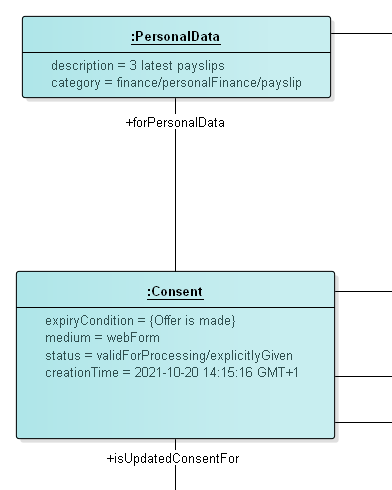 :PersonalData
description = 3 latest payslips
category = finance/personalFinance/payslip
+forPersonalData
:Consent
expiryCondition = {Offer is made}
medium = webForm
status = validForProcessing/explicitlyGiven
creationTime = 2021-10-20 14:15:16 GMT+1
+isUpdatedConsentFor